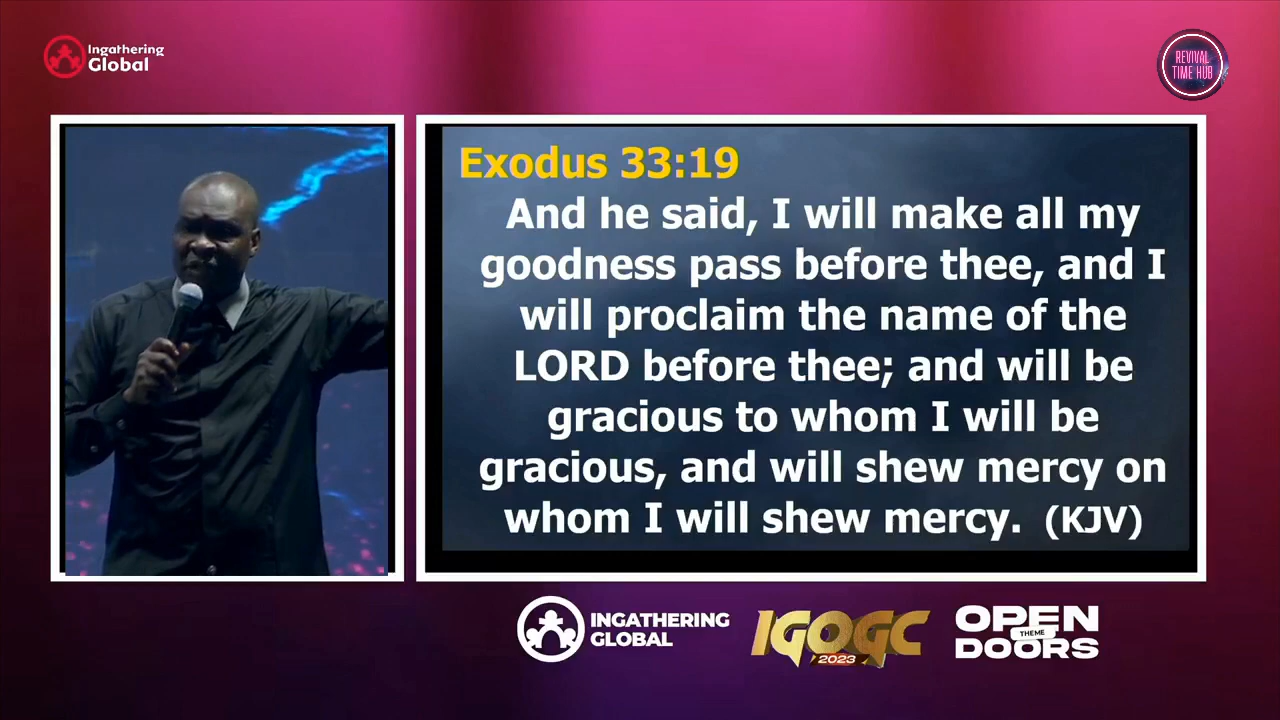 Ingathering
Global
REVIVAL
TIME HUB
Exodus 33:19
And he said, I will make all my
goodness pass before thee, and I
will proclaim the name of the
LORD before thee; and will be
gracious to whom I will be
gracious, and will shew mercy on
whom I will shew mercy. (KJV)
INGATHERING
GLOBAL
IGOGC
2023
OPEN
THEME
DOORS